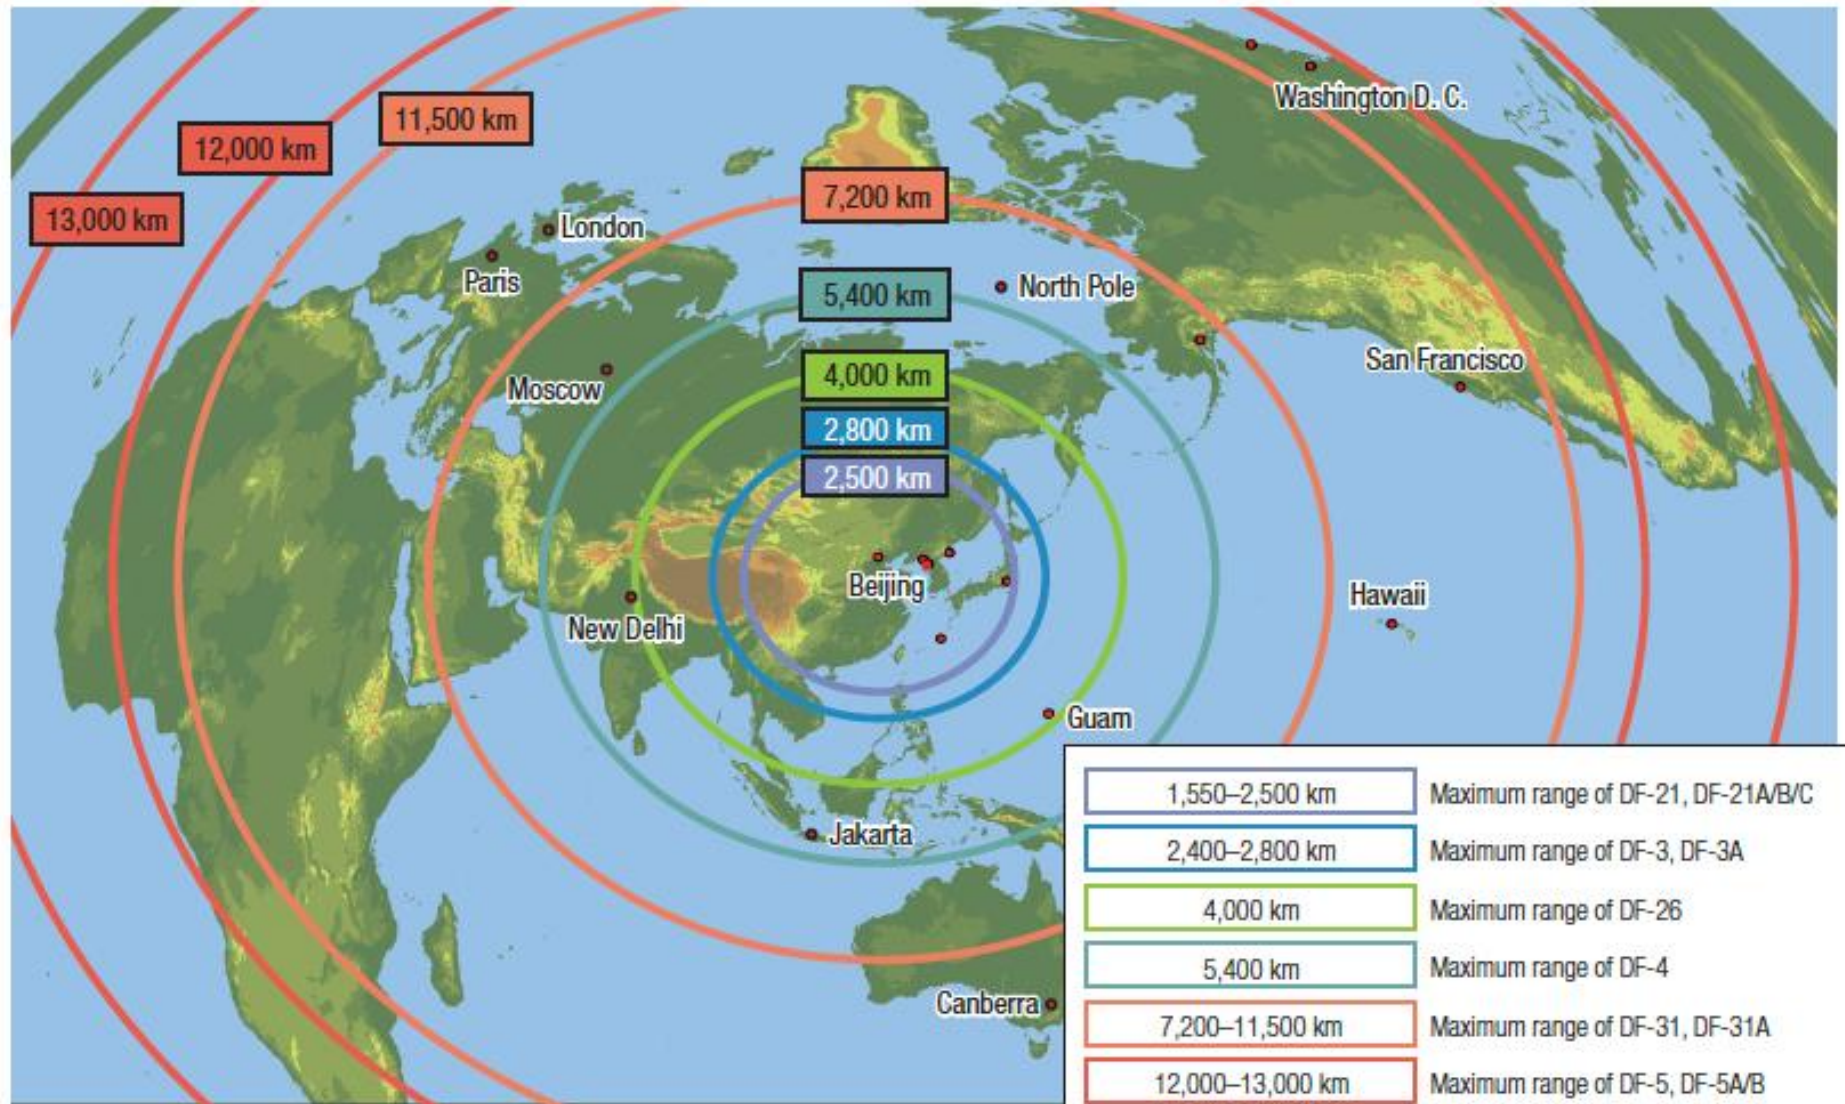 Washington D. C.
11,500 km
12,000 km
7,200 km
13,000 km
London
Paris
5,400 km
North Pole
4,000 km
San Francisco
Moscow
2,800 km
2,500 km
Beijing
Hawaii
New Delhi
Guam
Jakarta
Canberra
1,550–2,500 km Maximum range of DF-21, DF-21A/B/C
2,400–2,800 km Maximum range of DF-3, DF-3A
4,000 km Maximum range of DF-26
5,400 km Maximum range of DF-4
7,200–11,500 km Maximum range of DF-31, DF-31A
12,000–13,000 km Maximum range of DF-5, DF-5A/B